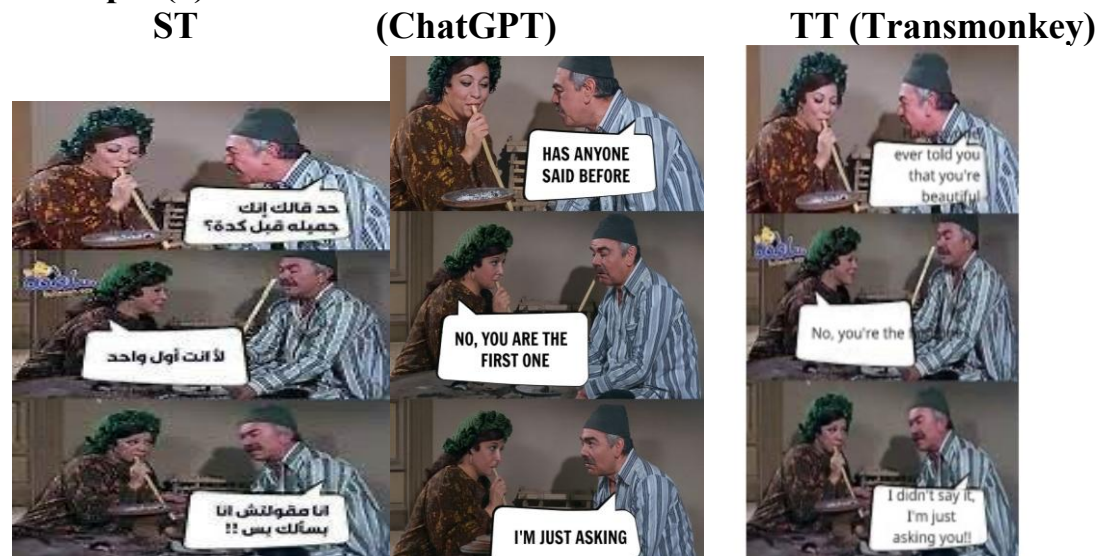 ST
(ChatGPT)
TT (Transmonkey)
حد قالك إنك
جميله قبل كدة؟
لأ انت أول واحد
انا مقولتش انا
بسألك بس !!
HAS ANYONE
SAID BEFORE
NO, YOU ARE THE
FIRST ONE
I'M JUST ASKING
ever told you
that you're
beautiful
No, you're the
I didn't say it,
I'm just
asking you!!